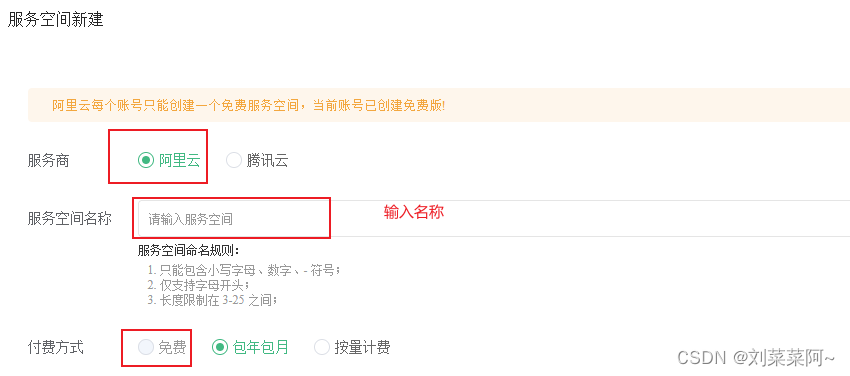 服务空间新建
阿里云每个账号只能创建一个免费服务空间，当前账号已创建免费版!
服务商 阿里云 腾讯云
服务空间名称 请输入服务空间 输入名称
服务空间命名规则：
1. 只能包含小写字母、数字、- 符号；
2. 仅支持字母开头；
3. 长度限制在 3-25 之间；
付费方式 免费 包年包月 按量计费
CSDN @刘菜菜阿~